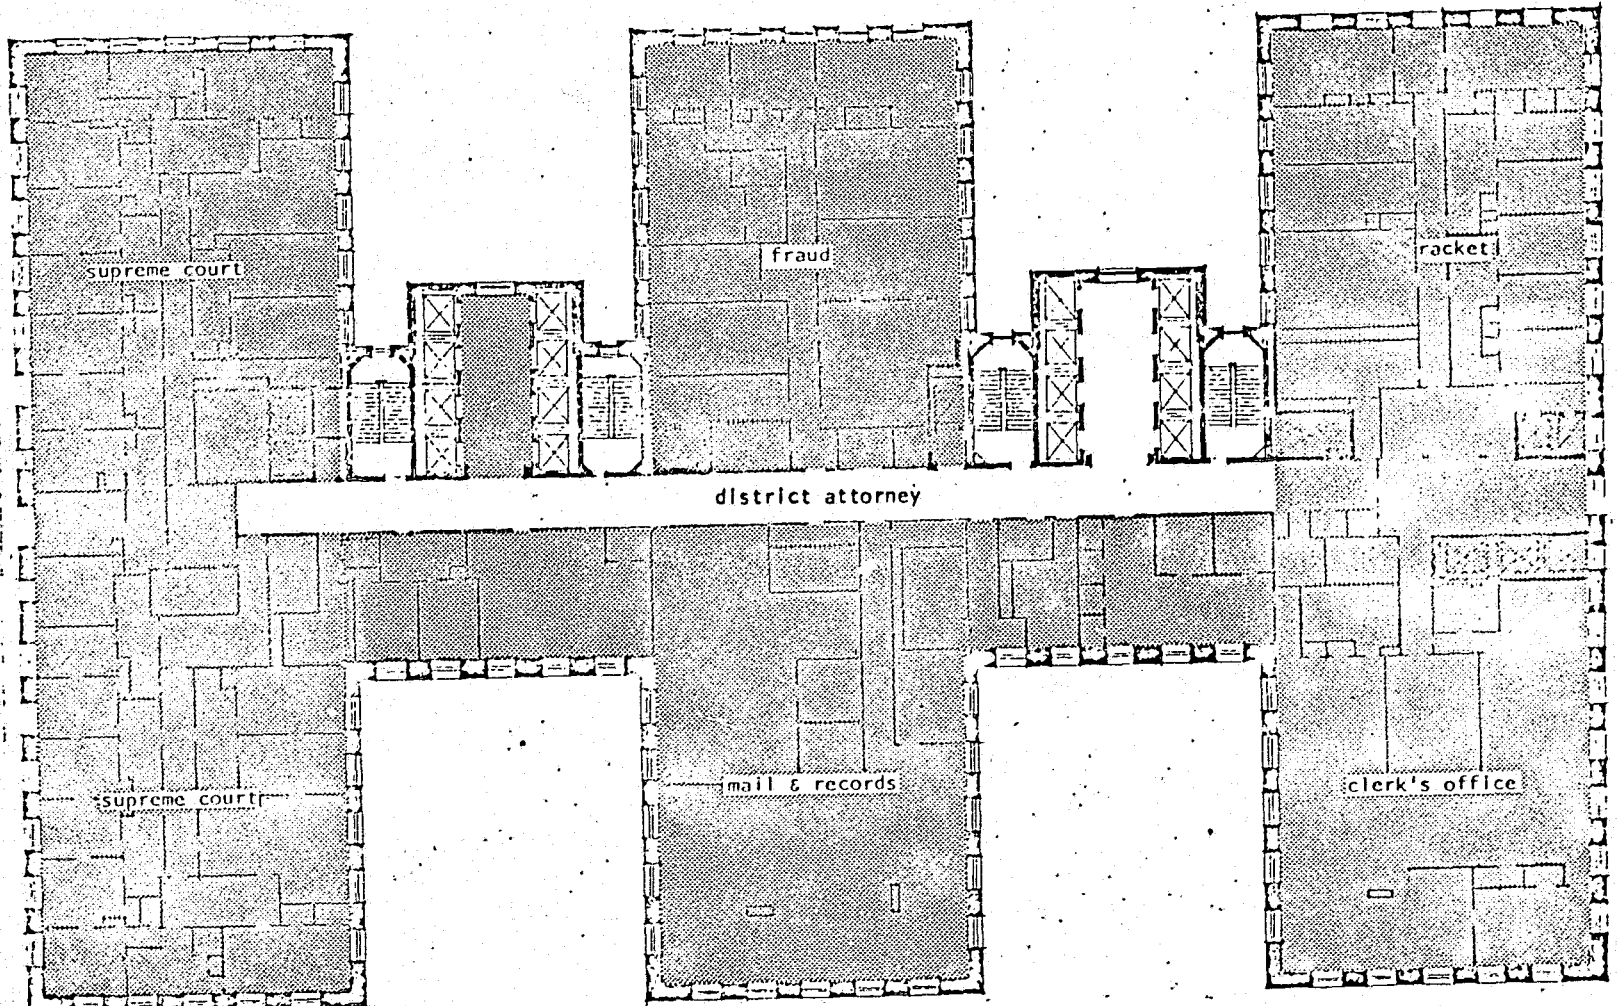 supreme court
fraud
racket
district attorney
supreme court
mail & records
clerk's office